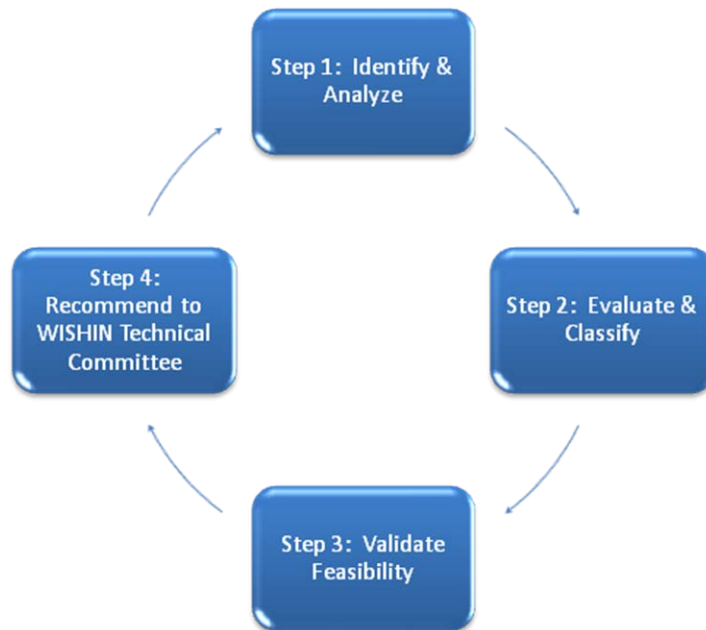 Step 1: Identify &
Analyze
Step 2: Evaluate &
Classify
Step 3: Validate
Feasibility
Step 4:
Recommend to
WISHIN Technical
Committee